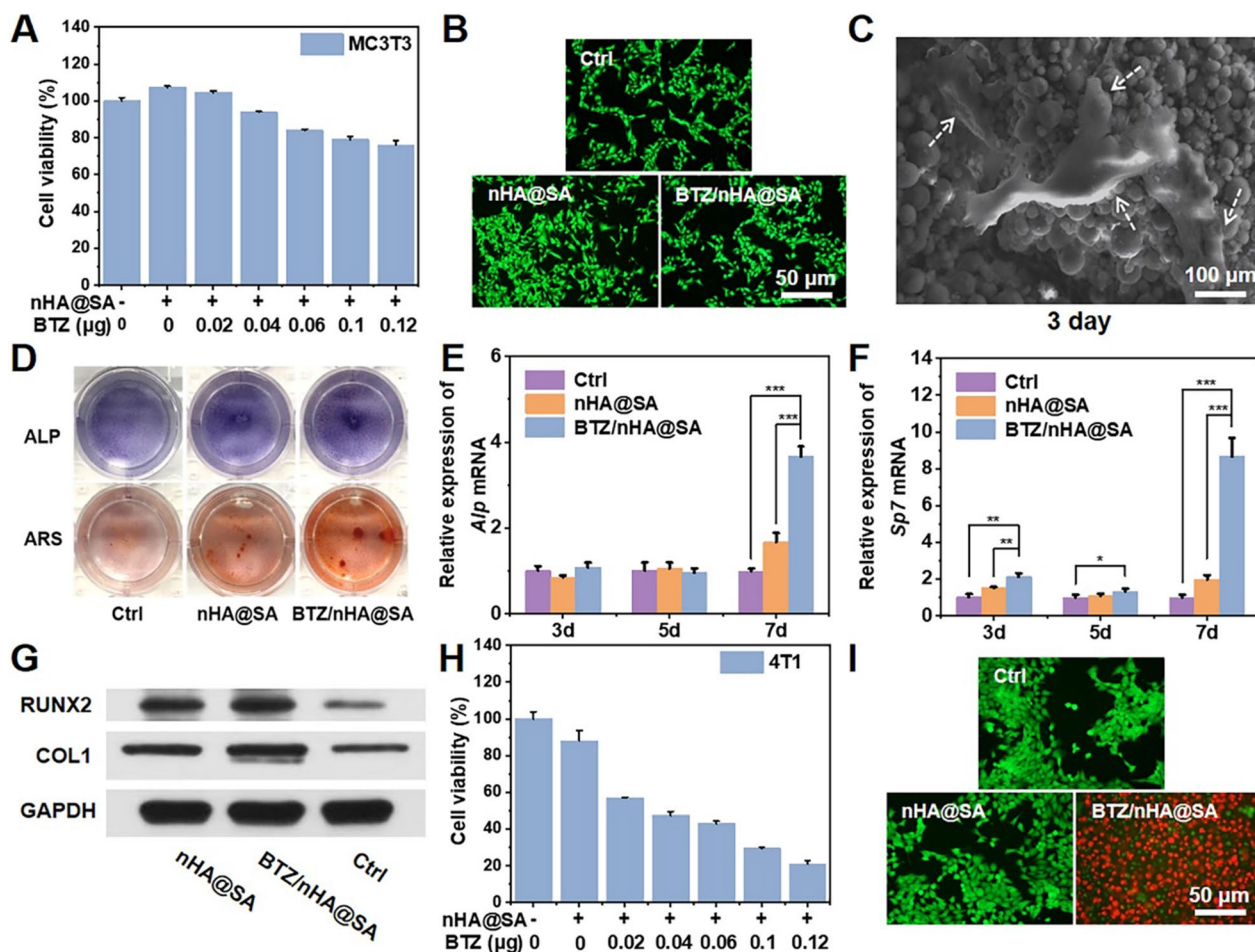 A
Cell viability (%)
140
120
100
80
60
40
20
0
MC3T3
nHA@SA - + + + + + +
BTZ (µg) 0 0 0.02 0.04 0.06 0.1 0.12
B
Ctrl
nHA@SA
BTZ/nHA@SA
50 µm
C
100 µm
3 day
D
ALP
ARS
Ctrl nHA@SA BTZ/nHA@SA
E
Relative expression of
Alp mRNA
6
4
2
0
Ctrl
nHA@SA
BTZ/nHA@SA
***
***
3d 5d 7d
F
Relative expression of
Sp7 mRNA
14
12
10
8
6
4
2
0
Ctrl
nHA@SA
BTZ/nHA@SA
**
**
*
***
***
3d 5d 7d
G
RUNX2
COL1
GAPDH
nHA@SA
BTZ/nHA@SA
Ctrl
H
Cell viability (%)
140
120
100
80
60
40
20
0
4T1
nHA@SA - + + + + + +
BTZ (µg) 0 0 0.02 0.04 0.06 0.1 0.12
I
Ctrl
nHA@SA
BTZ/nHA@SA
50 µm